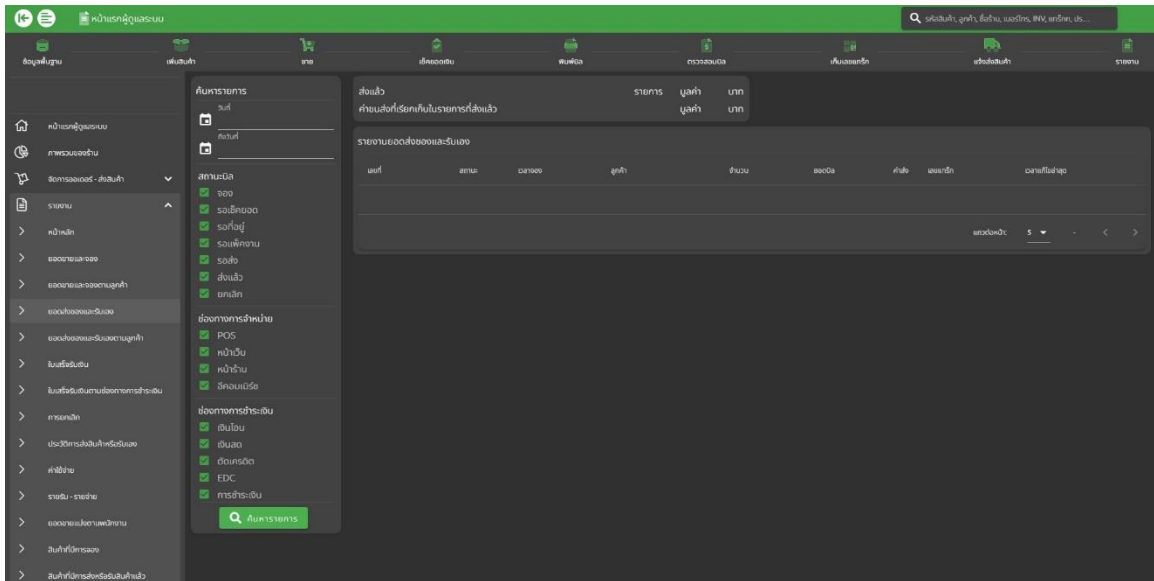 หน้าแรกผู้ดูแลระบบ
รหัสสินค้า, ลูกค้า, ชื่อร้าน, เบอร์โทร, INV, แทร็กก, ปร...
ข้อมูลพื้นฐาน
เพิ่มสินค้า
ขาย
เช็คยอดเงิน
พิมพ์บิล
ตรวจสอบบิล
เก็บเลขแทร็ก
แจ้งส่งสินค้า
รายงาน
หน้าแรกผู้ดูแลระบบ
ภาพรวมของร้าน
จัดการออเดอร์ - ส่งสินค้า
รายงาน
หน้าหลัก
ยอดขายและจอง
ยอดขายและจองตามลูกค้า
ยอดส่งของและรับเอง
ยอดส่งของและรับเองตามลูกค้า
ใบเสร็จรับเงิน
ใบเสร็จรับเงินตามช่องทางการชำระเงิน
การยกเลิก
ประวัติการส่งสินค้าหรือรับเอง
ค่าใช้จ่าย
รายรับ - รายจ่าย
ยอดขายแบ่งตามพนักงาน
สินค้าที่มีการจอง
สินค้าที่มีการส่งหรือรับสินค้าแล้ว
ค้นหารายการ
วันที่
ถึงวันที่
สถานะบิล
จอง
รอเช็คยอด
รอที่อยู่
รอแพ็คงาน
รอส่ง
ส่งแล้ว
ยกเลิก
ช่องทางการจำหน่าย
POS
หน้าเว็บ
หน้าร้าน
อีคอมเมิร์ซ
ช่องทางการชำระเงิน
เงินโอน
เงินสด
ตัดเครดิต
EDC
การชำระเงิน
ค้นหารายการ
ส่งแล้ว รายการ มูลค่า บาท
ค่าขนส่งที่เรียกเก็บในรายการที่ส่งแล้ว มูลค่า บาท
รายงานยอดส่งของและรับเอง
เลขที่ สถานะ เวลาจอง ลูกค้า จำนวน ยอดบิล ค่าส่ง เลขแทร็ก เวลาแก้ไขล่าสุด
แถวต่อหน้า: 5 -